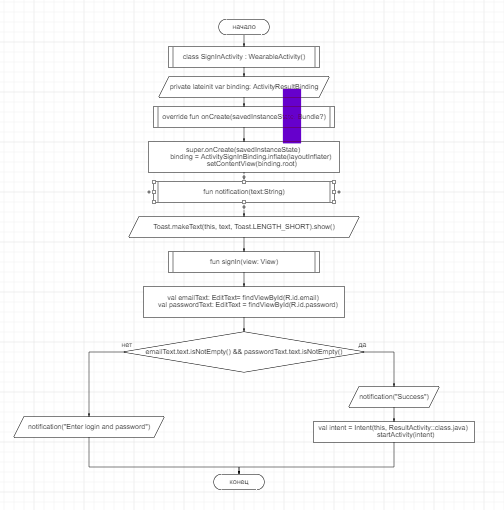 начало
class SignInActivity : WearableActivity()
private lateinit var binding: ActivityResultBinding
override fun onCreate(savedInstanceS Bundle?)
super.onCreate(savedInstanceState)
binding = ActivitySignInBinding.inflate(layoutInflater)
setContentView(binding.root)
fun notification(text:String)
Toast.makeText(this, text, Toast.LENGTH_SHORT).show()
fun signIn(view: View)
val emailText: EditText= findViewById(R.id.email)
val passwordText: EditText = findViewById(R.id.password)
нет
да
emailText.text.isNotEmpty() && passwordText.text.isNotEmpty()
notification("Success")
notification("Enter login and password")
val intent = Intent(this, ResultActivity::class.java)
startActivity(intent)
конец